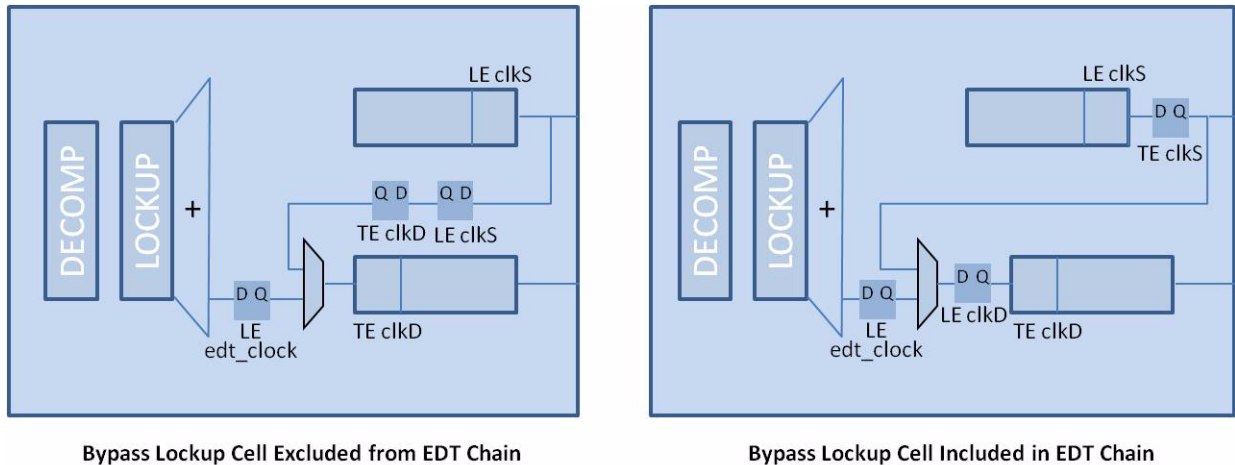 LE clkS
Q D
Q D
TE clkD
LE clkS
DECOMP
LOCKUP
+
D Q
LE
edt_clock
TE clkD
Bypass Lockup Cell Excluded from EDT Chain
LE clkS
D Q
TE clkS
DECOMP
LOCKUP
+
D Q
LE
edt_clock
D Q
LE clkD
TE clkD
Bypass Lockup Cell Included in EDT Chain